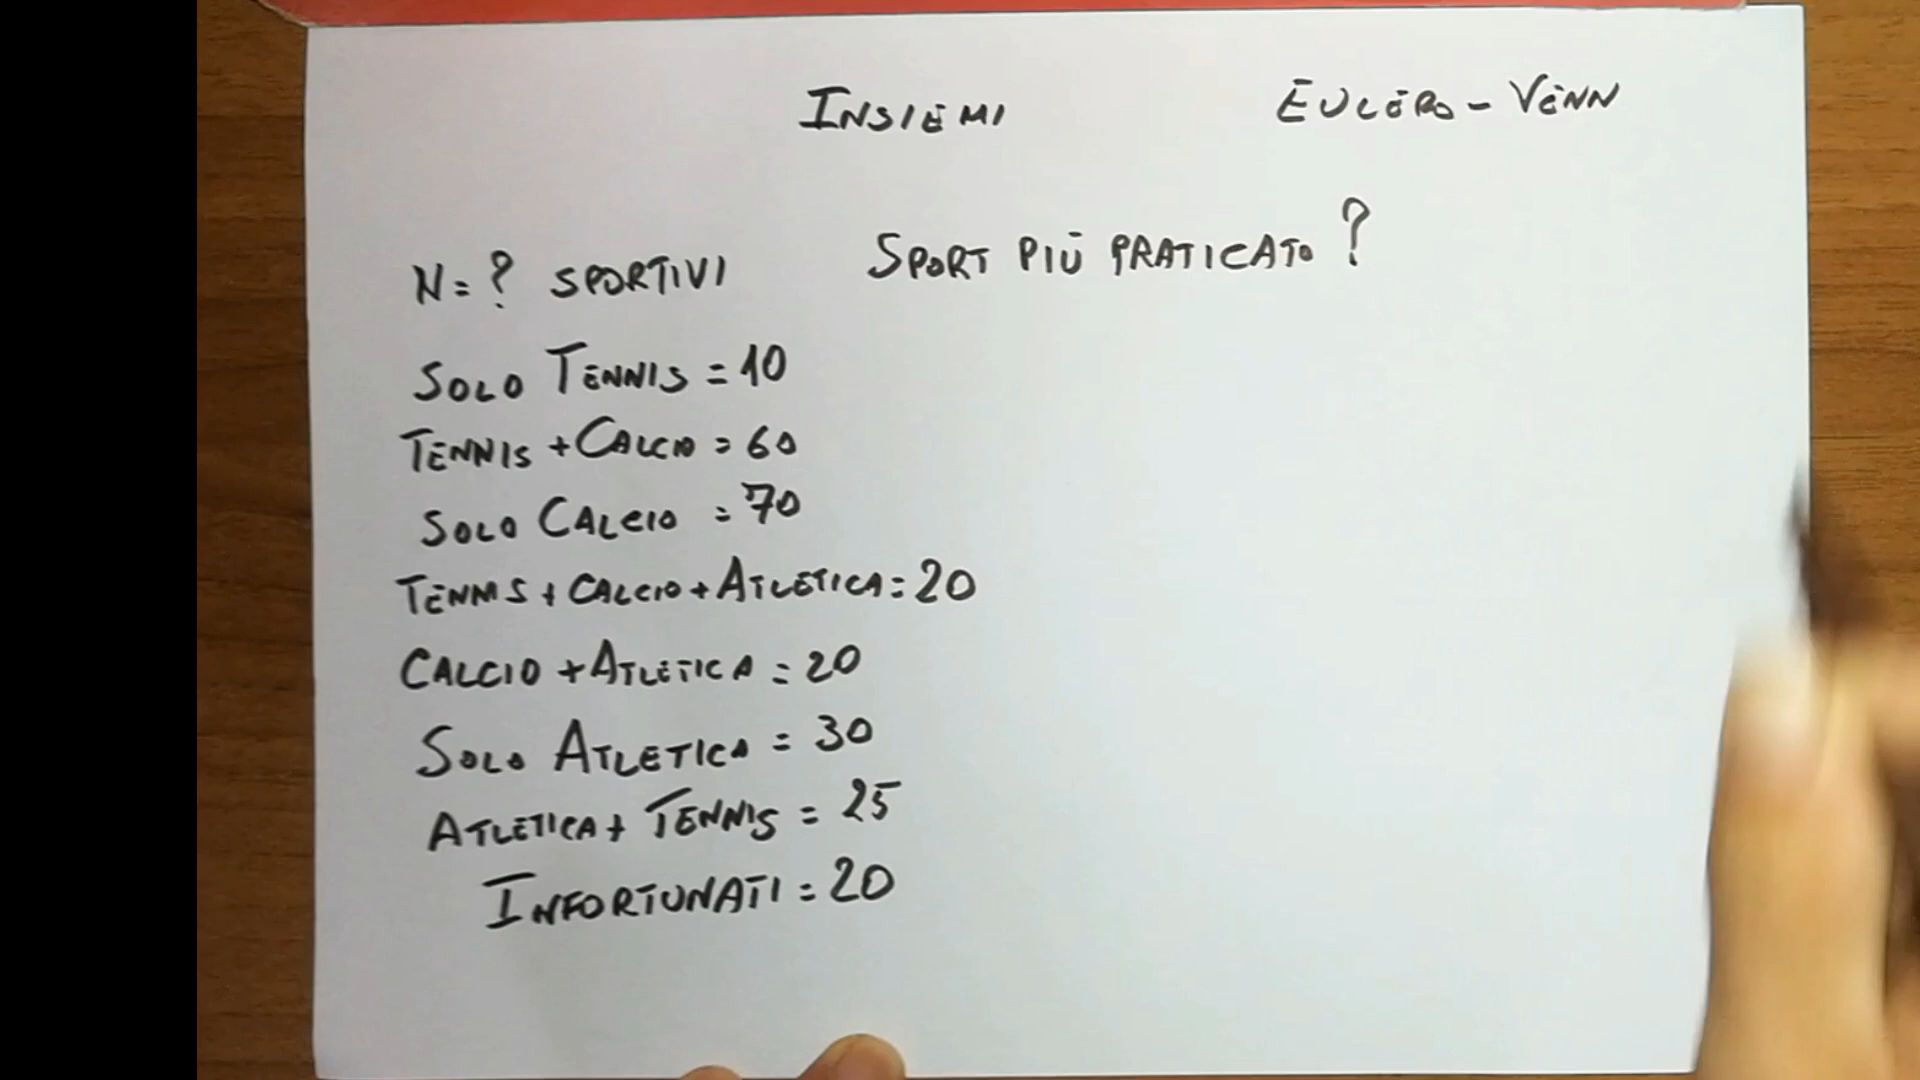 INSIEMI
EULERO - VENN
N = ? SPORTIVI
SPORT PIÙ PRATICATO ?
SOLO TENNIS = 10
TENNIS + CALCIO = 60
SOLO CALCIO = 70
TENNIS + CALCIO + ATLETICA = 20
CALCIO + ATLETICA = 20
SOLO ATLETICA = 30
ATLETICA + TENNIS = 25
INFORTUNATI = 20